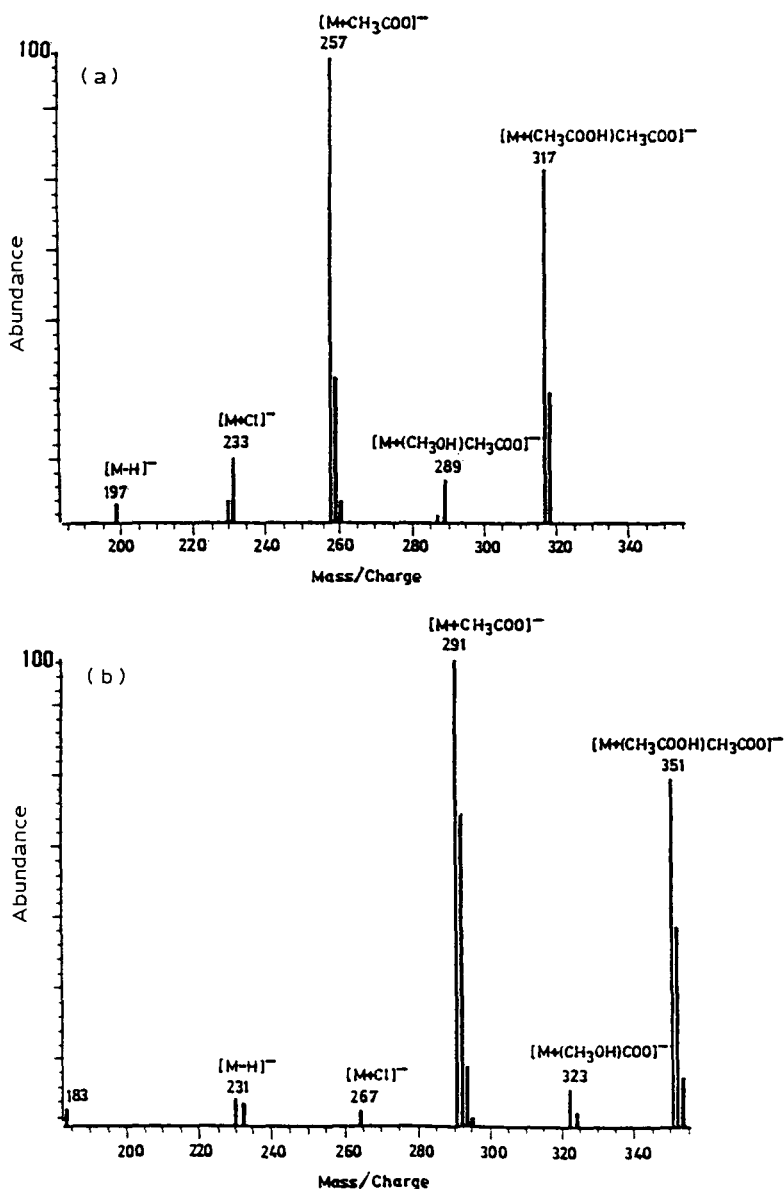 [M+CH₃COO]⁻
257
100
(a)
[M+(CH₃COOH)CH₃COO]⁻
317
Abundance
[M+Cl]⁻
233
[M+(CH₃OH)CH₃COO]⁻
289
[M-H]⁻
197
200 220 240 260 280 300 320 340
Mass/Charge
[M+CH₃COO]⁻
291
100
(b)
[M+(CH₃COOH)CH₃COO]⁻
351
Abundance
[M-H]⁻
231
[M+Cl]⁻
267
[M+(CH₃OH)COO]⁻
323
183
200 220 240 260 280 300 320 340
Mass/Charge